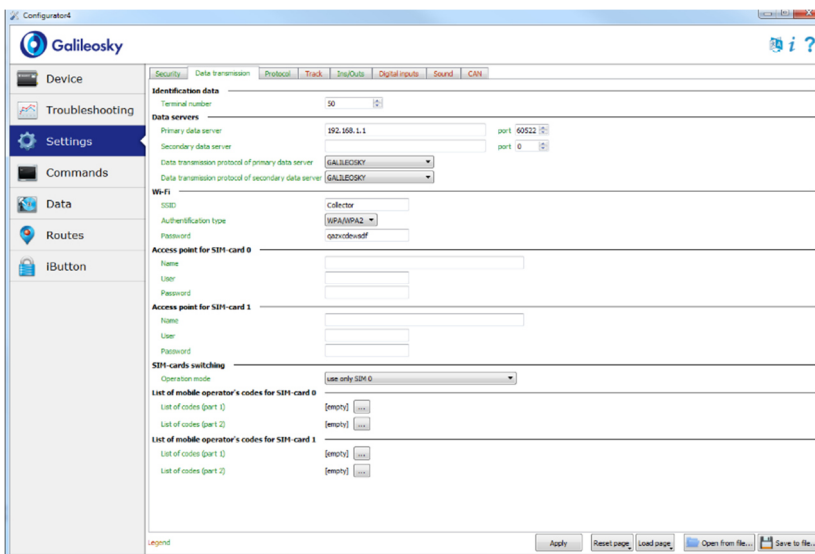 Configurator4
Galileosky
Device
Troubleshooting
Settings
Commands
Data
Routes
iButton
Security Data transmission Protocol Track Ins/Outs Digital inputs Sound CAN
Identification data
Terminal number 50
Data servers
Primary data server 192.168.1.1 port 60522
Secondary data server port 0
Data transmission protocol of primary data server GALILEOSKY
Data transmission protocol of secondary data server GALILEOSKY
Wi-Fi
SSID Collector
Authentification type WPA/WPA2
Password qazxcdewsdf
Access point for SIM-card 0
Name
User
Password
Access point for SIM-card 1
Name
User
Password
SIM-cards switching
Operation mode use only SIM 0
List of mobile operator's codes for SIM-card 0
List of codes (part 1) [empty] ...
List of codes (part 2) [empty] ...
List of mobile operator's codes for SIM-card 1
List of codes (part 1) [empty] ...
List of codes (part 2) [empty] ...
Legend Apply Reset page Load page Open from file... Save to file...